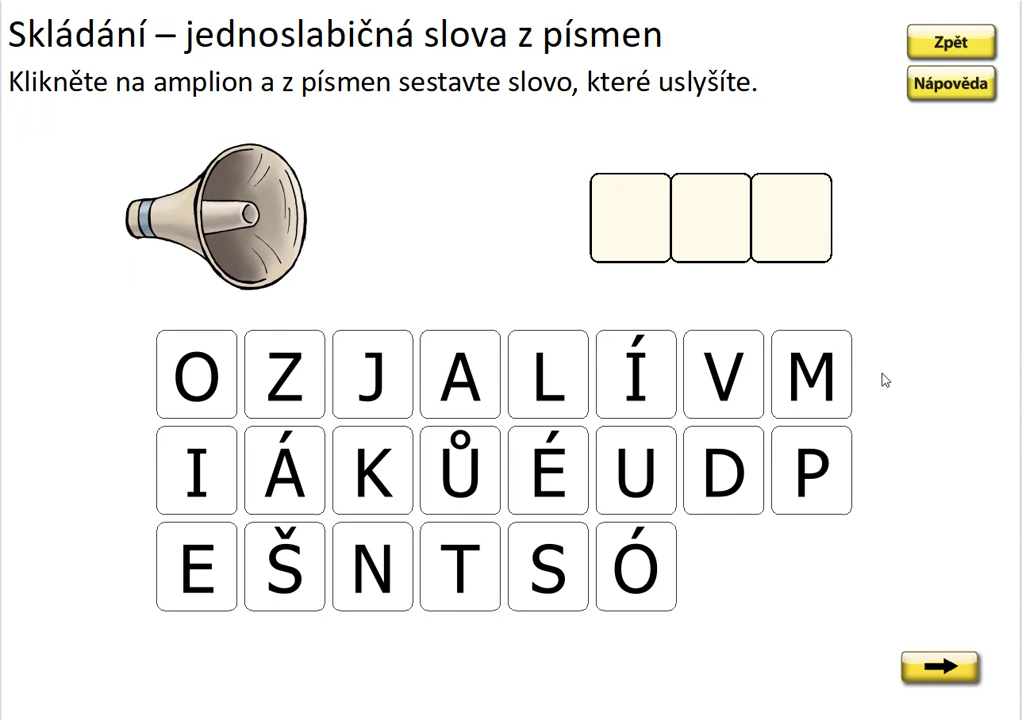 Skládání – jednoslabičná slova z písmen
Zpět
Klikněte na amplion a z písmen sestavte slovo, které uslyšíte.
Nápověda
O Z J A L Í V M
I Á K Ů É U D P
E Š N T S Ó